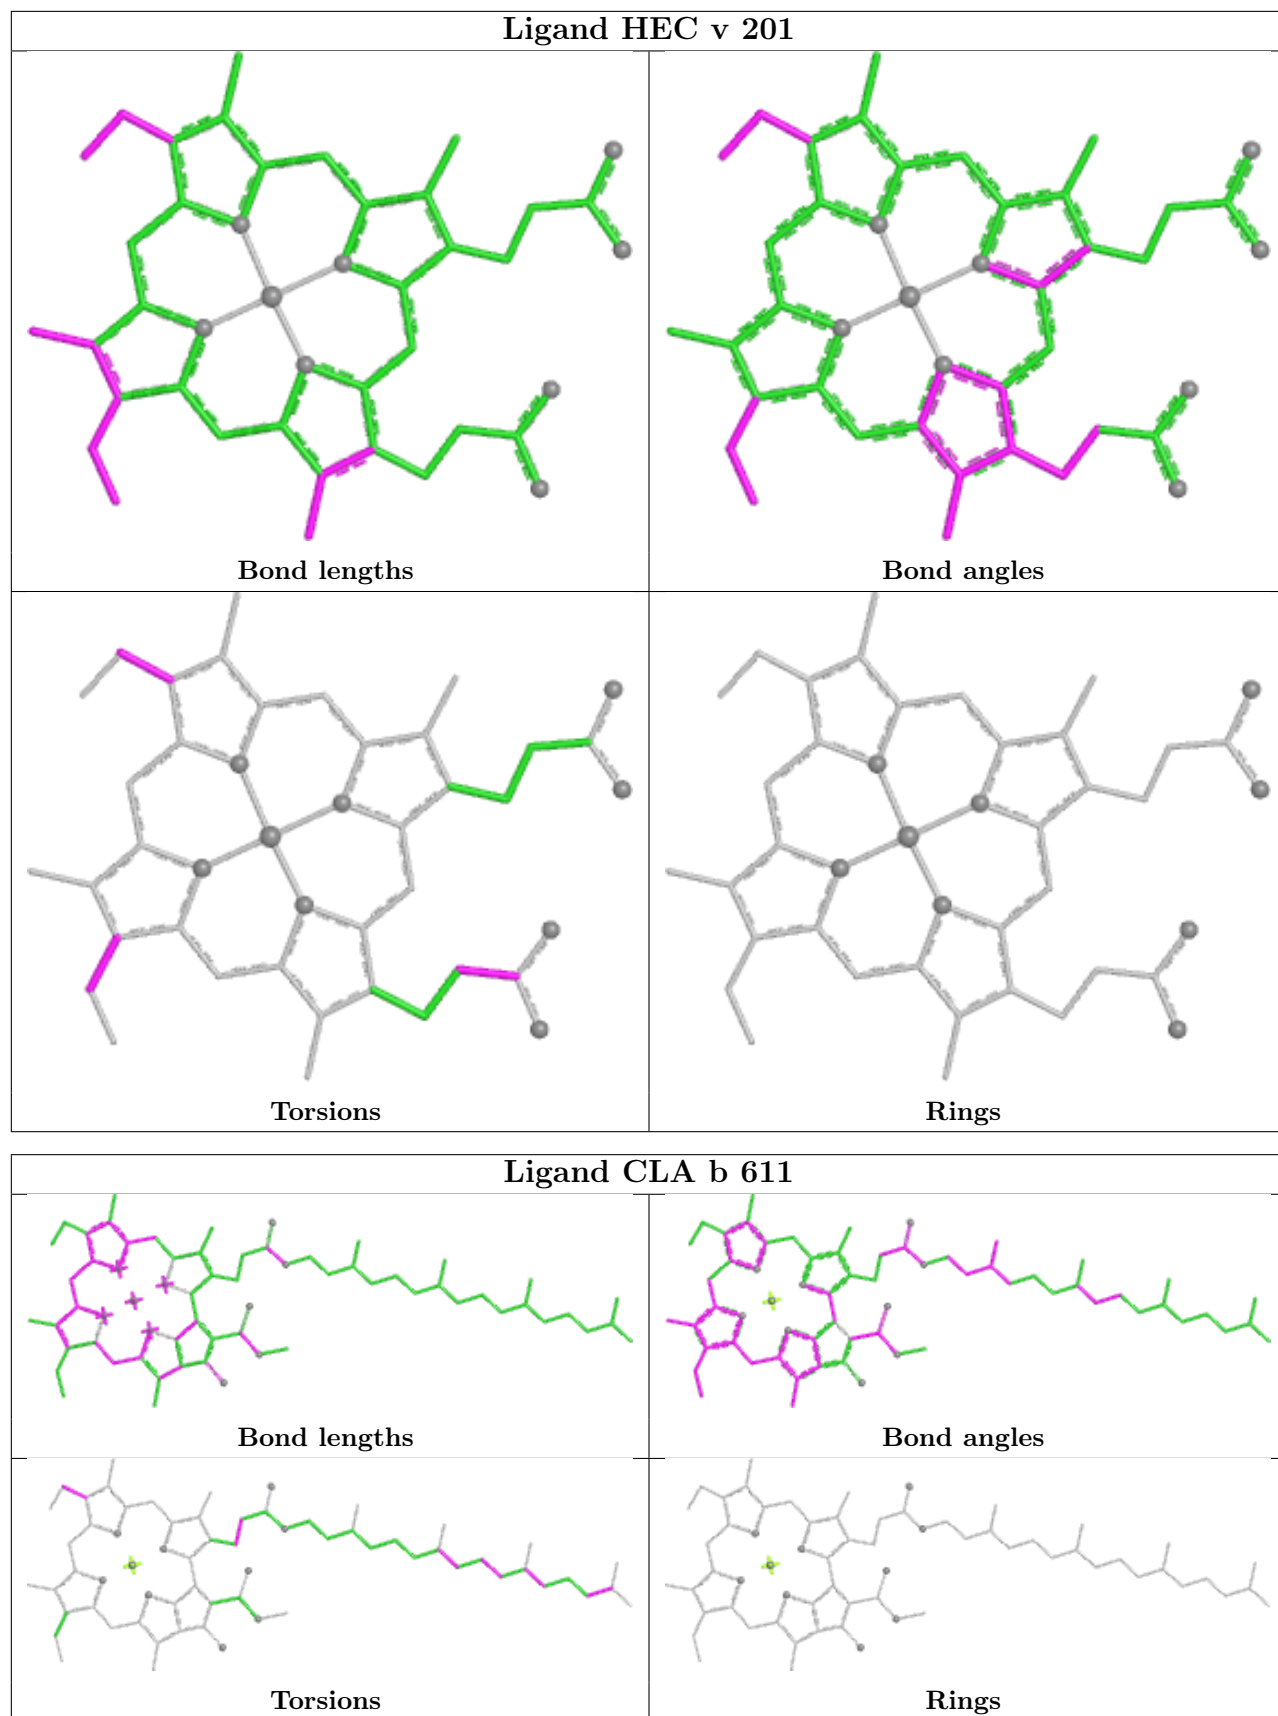 Ligand HEC v 201
Bond lengths
Bond angles
Torsions
Rings
Ligand CLA b 611
Bond lengths
Bond angles
Torsions
Rings